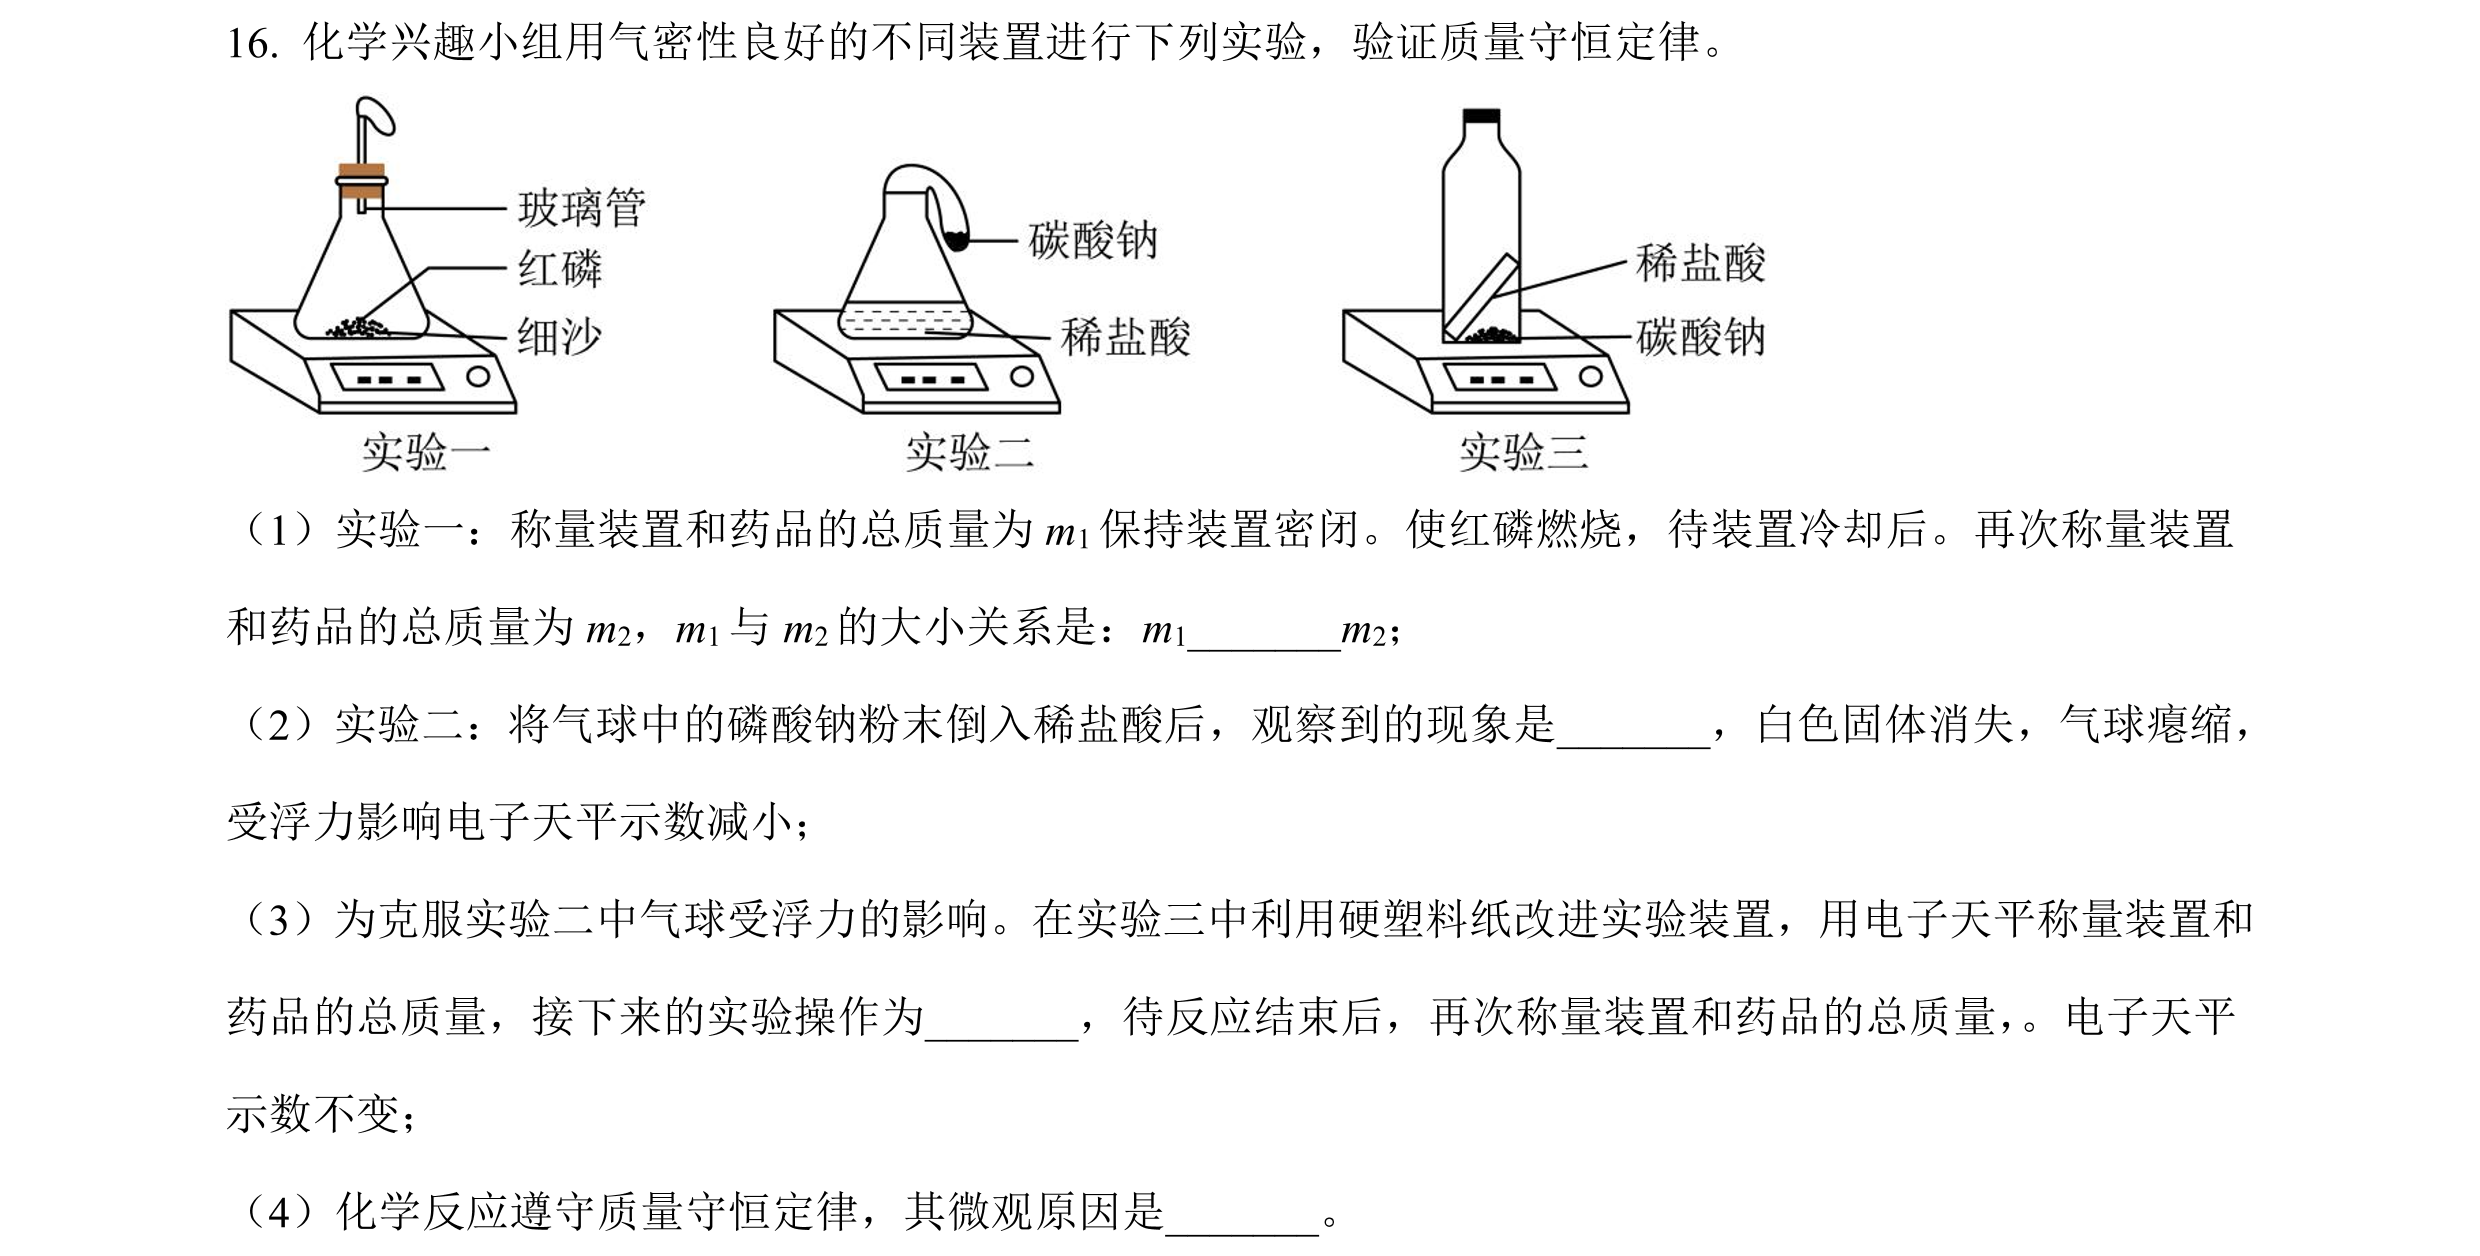 16. 化学兴趣小组用气密性良好的不同装置进行下列实验，验证质量守恒定律。
玻璃管
红磷
细沙
实验一
碳酸钠
稀盐酸
实验二
稀盐酸
碳酸钠
实验三
（1）实验一：称量装置和药品的总质量为 m₁保持装置密闭。使红磷燃烧，待装置冷却后。再次称量装置
和药品的总质量为 m₂，m₁与 m₂的大小关系是：m₁_______m₂；
（2）实验二：将气球中的磷酸钠粉末倒入稀盐酸后，观察到的现象是_______，白色固体消失，气球瘪缩，
受浮力影响电子天平示数减小；
（3）为克服实验二中气球受浮力的影响。在实验三中利用硬塑料纸改进实验装置，用电子天平称量装置和
药品的总质量，接下来的实验操作为_______，待反应结束后，再次称量装置和药品的总质量，。电子天平
示数不变；
（4）化学反应遵守质量守恒定律，其微观原因是_______。